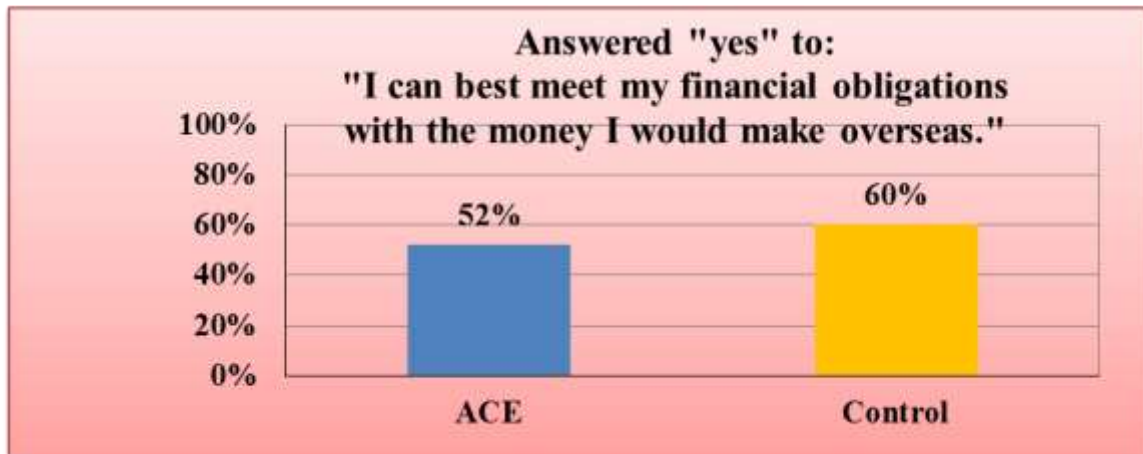 Answered "yes" to:
"I can best meet my financial obligations
with the money I would make overseas."
100%
80%
60%
40%
20%
0%
52%
60%
ACE
Control